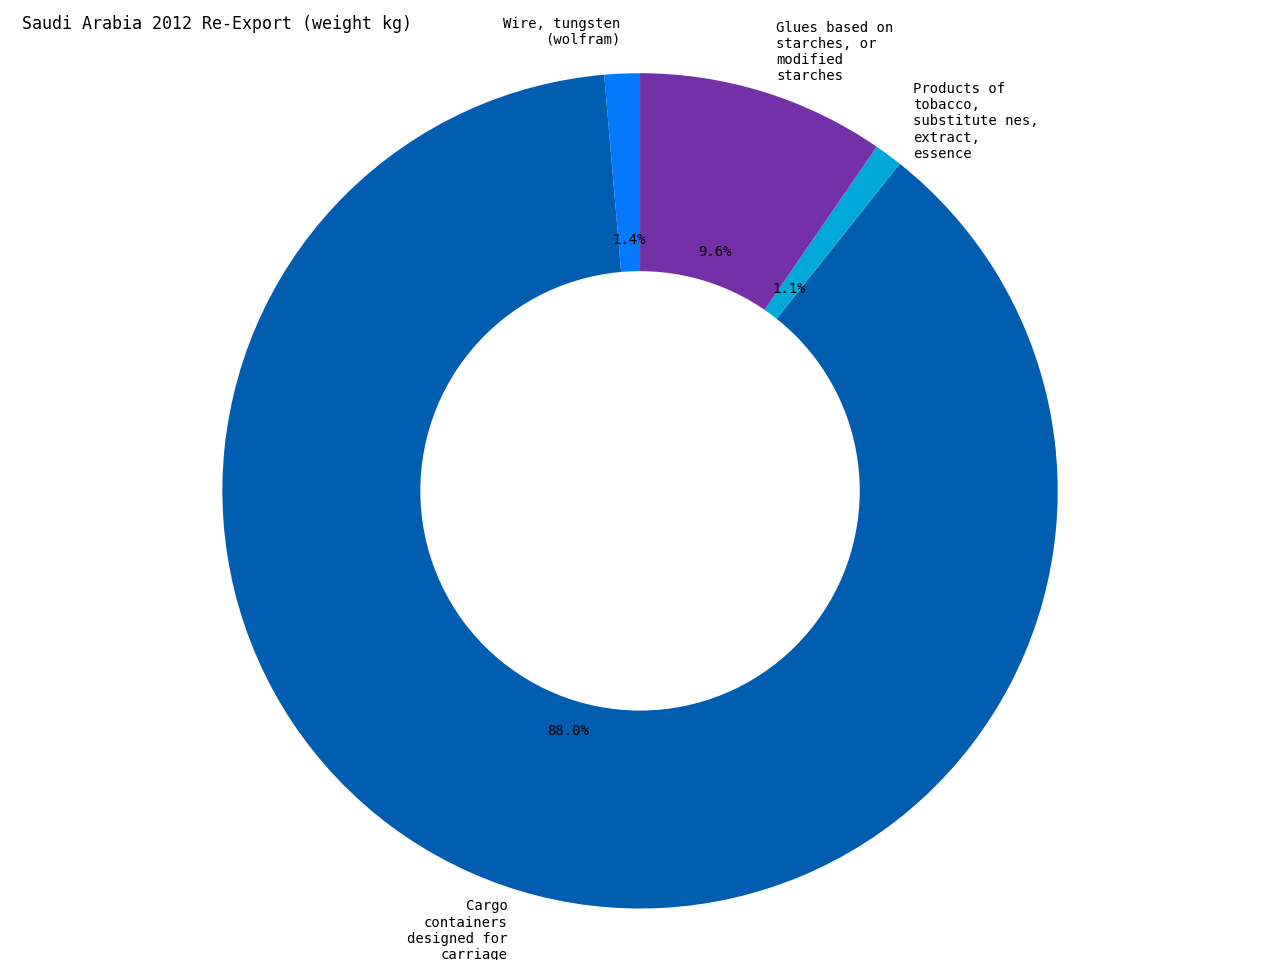 Saudi Arabia 2012 Re-Export (weight kg)
Wire, tungsten
(wolfram)
Glues based on
starches, or
modified
starches
Products of
tobacco,
substitute nes,
extract,
essence
1.4%
9.6%
1.1%
88.0%
Cargo
containers
designed for
carriage